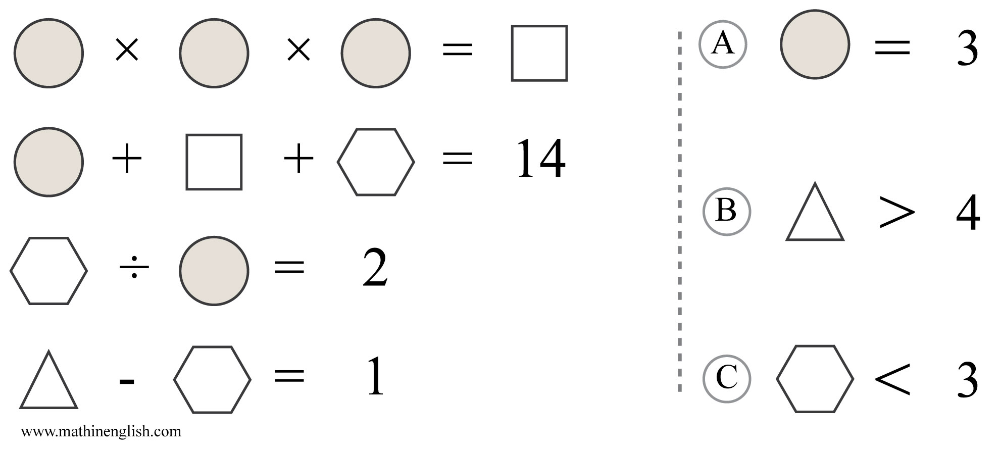 × × = A = 3
+ + = 14
B > 4
÷ = 2
- = 1
C < 3
www.mathinenglish.com